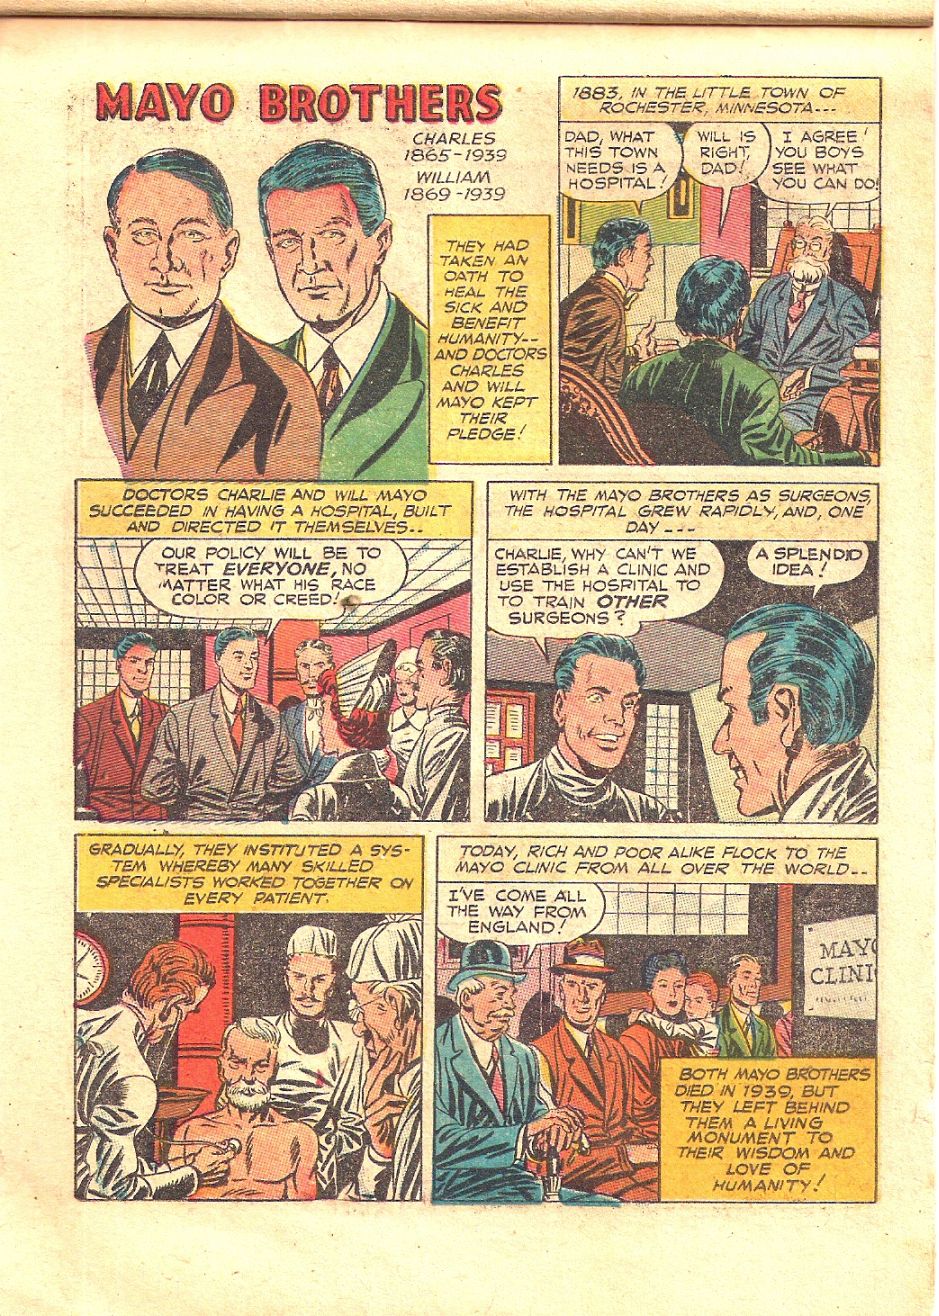 MAYO BROTHERS
CHARLES
1865-1939
WILLIAM
1869-1939
THEY HAD
TAKEN AN
OATH TO
HEAL THE
SICK AND
BENEFIT
HUMANITY--
AND DOCTORS
CHARLES
AND WILL
MAYO KEPT
THEIR
PLEDGE!
1883, IN THE LITTLE TOWN OF
ROCHESTER, MINNESOTA---
DAD, WHAT
THIS TOWN
NEEDS IS A
HOSPITAL!
WILL IS
RIGHT,
DAD!
I AGREE!
YOU BOYS
SEE WHAT
YOU CAN DO!
DOCTORS CHARLIE AND WILL MAYO
SUCCEEDED IN HAVING A HOSPITAL, BUILT
AND DIRECTED IT THEMSELVES..
OUR POLICY WILL BE TO
TREAT EVERYONE, NO
MATTER WHAT HIS RACE
COLOR OR CREED!
WITH THE MAYO BROTHERS AS SURGEONS,
THE HOSPITAL GREW RAPIDLY, AND, ONE
DAY ---
CHARLIE, WHY CAN'T WE
ESTABLISH A CLINIC AND
USE THE HOSPITAL TO
TO TRAIN OTHER
SURGEONS?
A SPLENDID
IDEA!
GRADUALLY, THEY INSTITUTED A SYS-
TEM WHEREBY MANY SKILLED
SPECIALISTS WORKED TOGETHER ON
EVERY PATIENT.
TODAY, RICH AND POOR ALIKE FLOCK TO THE
MAYO CLINIC FROM ALL OVER THE WORLD--
I'VE COME ALL
THE WAY FROM
ENGLAND!
MAYO
CLINI
BOTH MAYO BROTHERS
DIED IN 1939, BUT
THEY LEFT BEHIND
THEM A LIVING
MONUMENT TO
THEIR WISDOM AND
LOVE OF
HUMANITY!